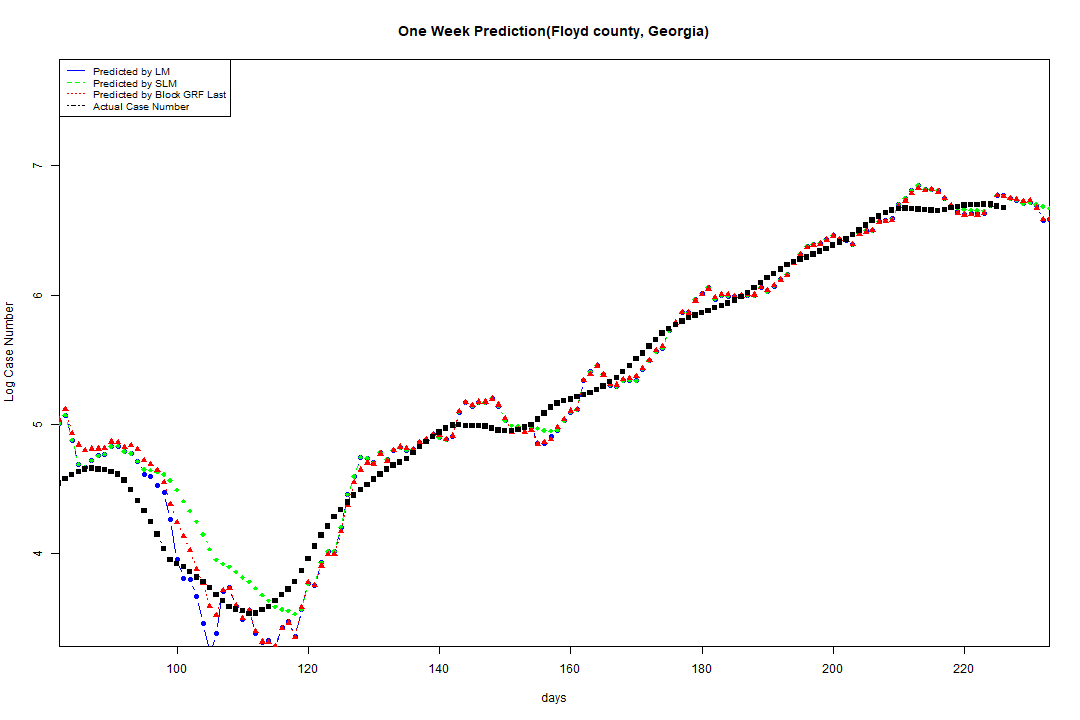 One Week Prediction(Floyd county, Georgia)
Predicted by LM
Predicted by SLM
Predicted by Block GRF Last
Actual Case Number
7
6
5
4
Log Case Number
100 120 140 160 180 200 220
days